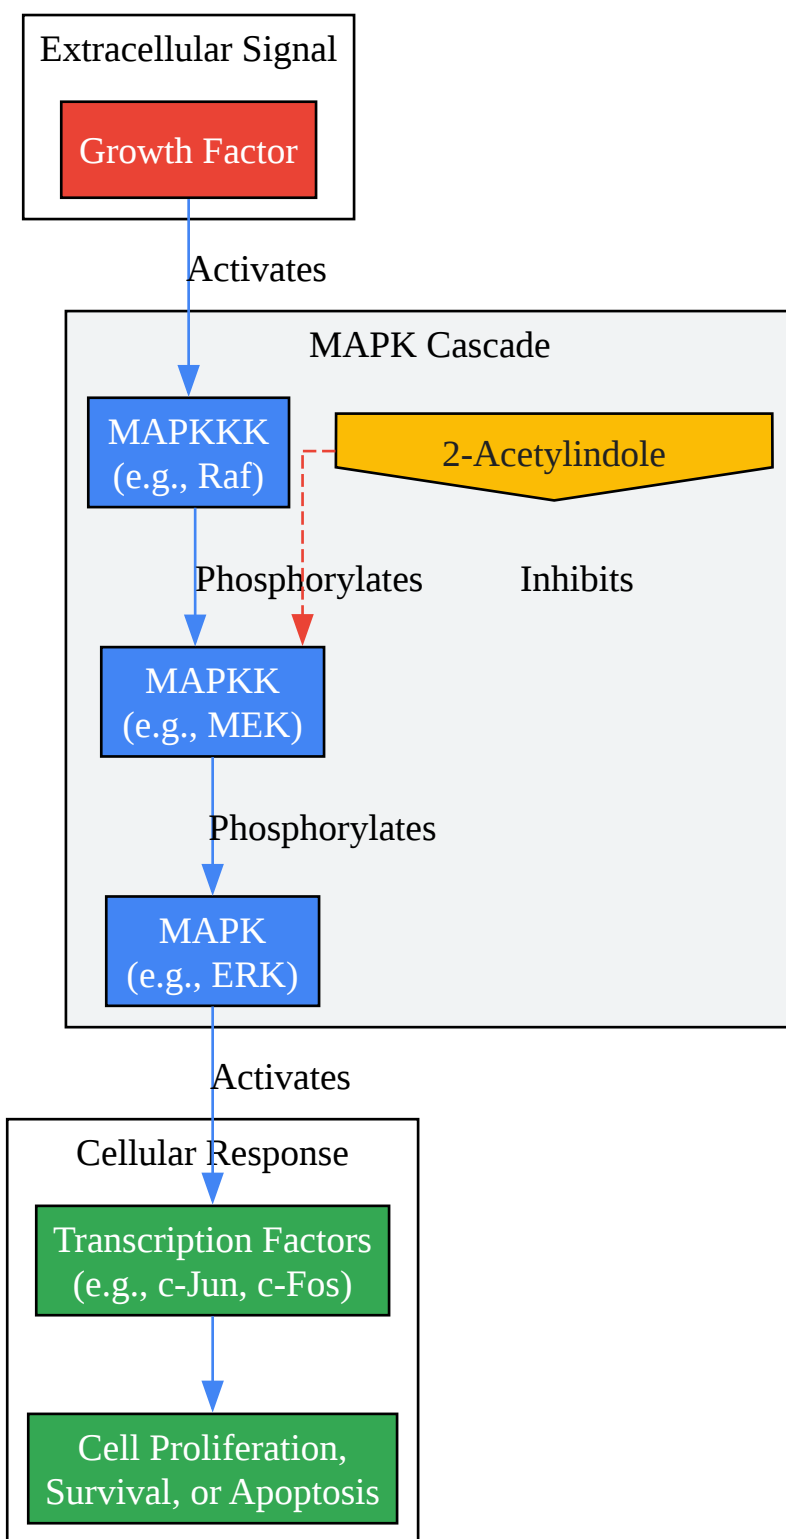 Extracellular Signal
Growth Factor
Activates
MAPK Cascade
MAPKKK
(e.g., Raf)
2-Acetylindole
Phosphorylates
Inhibits
MAPKK
(e.g., MEK)
Phosphorylates
MAPK
(e.g., ERK)
Activates
Cellular Response
Transcription Factors
(e.g., c-Jun, c-Fos)
Cell Proliferation,
Survival, or Apoptosis